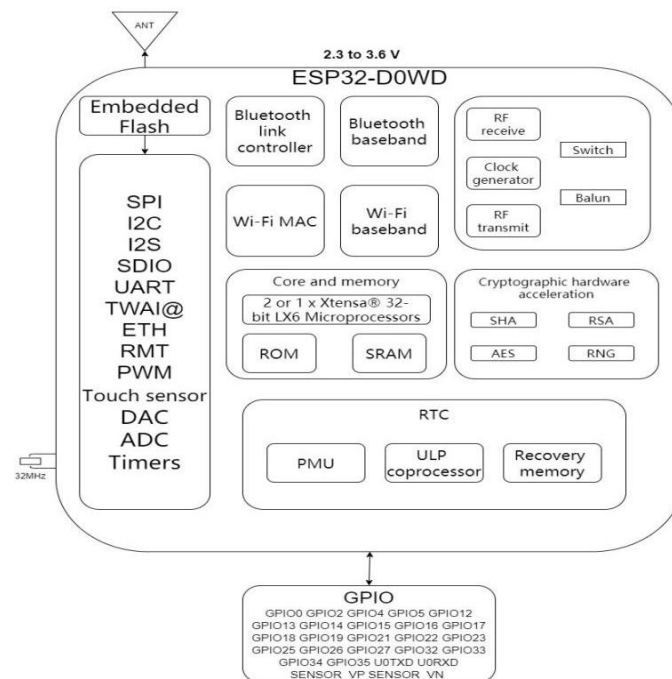 ANT
2.3 to 3.6 V
ESP32-D0WD
Embedded
Flash
SPI
I2C
I2S
SDIO
UART
TWAI@
ETH
RMT
PWM
Touch sensor
DAC
ADC
Timers
32MHz
Bluetooth
link
controller
Bluetooth
baseband
Wi-Fi MAC
Wi-Fi
baseband
RF
receive
Clock
generator
RF
transmit
Switch
Balun
Core and memory
2 or 1 x Xtensa® 32-
bit LX6 Microprocessors
ROM
SRAM
Cryptographic hardware
acceleration
SHA
RSA
AES
RNG
RTC
PMU
ULP
coprocessor
Recovery
memory
GPIO
GPIO0 GPIO2 GPIO4 GPIO5 GPIO12
GPIO13 GPIO14 GPIO15 GPIO16 GPIO17
GPIO18 GPIO19 GPIO21 GPIO22 GPIO23
GPIO25 GPIO26 GPIO27 GPIO32 GPIO33
GPIO34 GPIO35 U0TXD U0RXD
SENSOR_VP SENSOR_VN